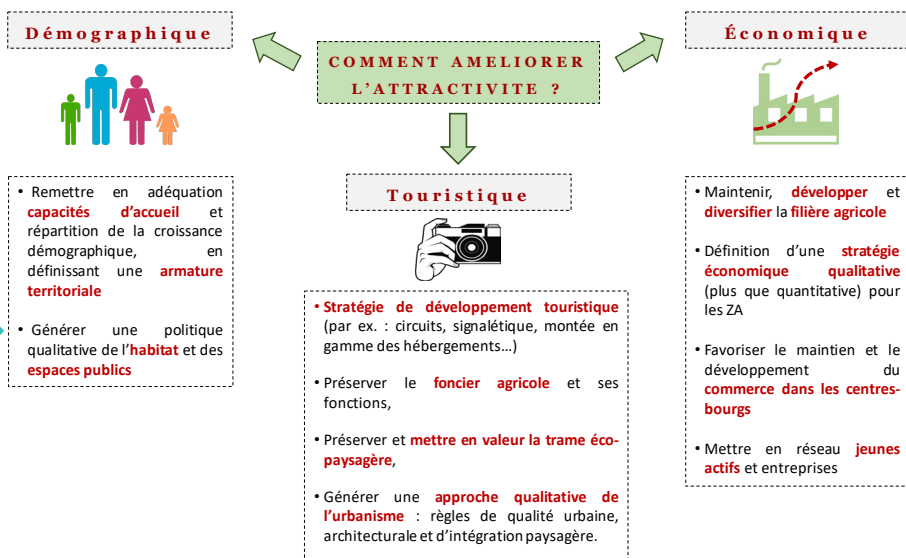 COMMENT AMELIORER
L'ATTRACTIVITE ?
Démographique
• Remettre en adéquation
capacités d'accueil et
répartition de la croissance
démographique, en
définissant une armature
territoriale
• Générer une politique
qualitative de l'habitat et des
espaces publics
Touristique
• Stratégie de développement touristique
(par ex. : circuits, signalétique, montée en
gamme des hébergements…)
• Préserver le foncier agricole et ses
fonctions,
• Préserver et mettre en valeur la trame éco-
paysagère,
• Générer une approche qualitative de
l'urbanisme : règles de qualité urbaine,
architecturale et d'intégration paysagère.
Économique
• Maintenir, développer et
diversifier la filière agricole
• Définition d'une stratégie
économique qualitative
(plus que quantitative) pour
les ZA
• Favoriser le maintien et le
développement du
commerce dans les centres-
bourgs
• Mettre en réseau jeunes
actifs et entreprises